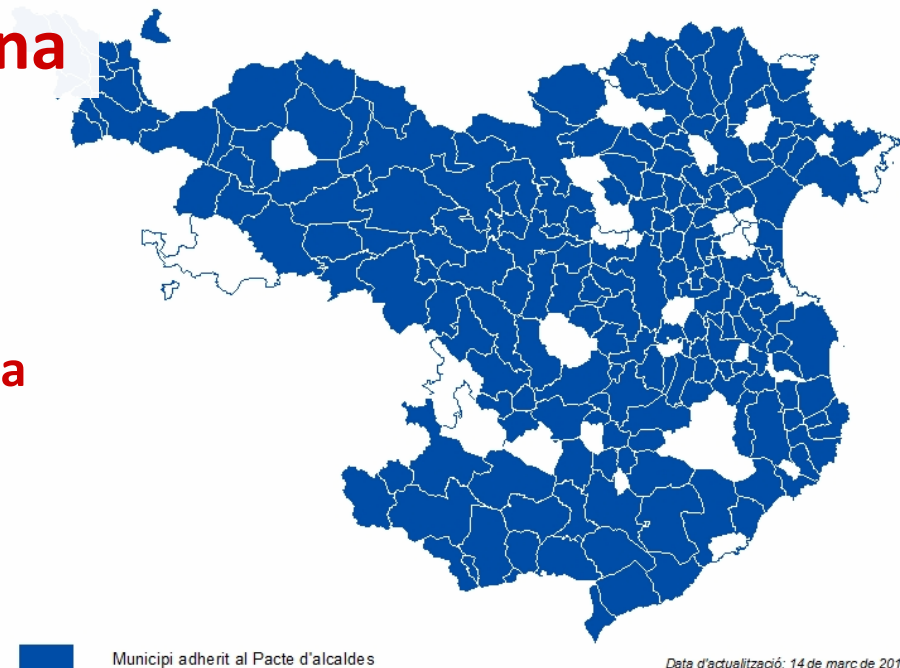 na
a
Municipi adherit al Pacte d'alcaldes
Data d'actualització: 14 de març de 201